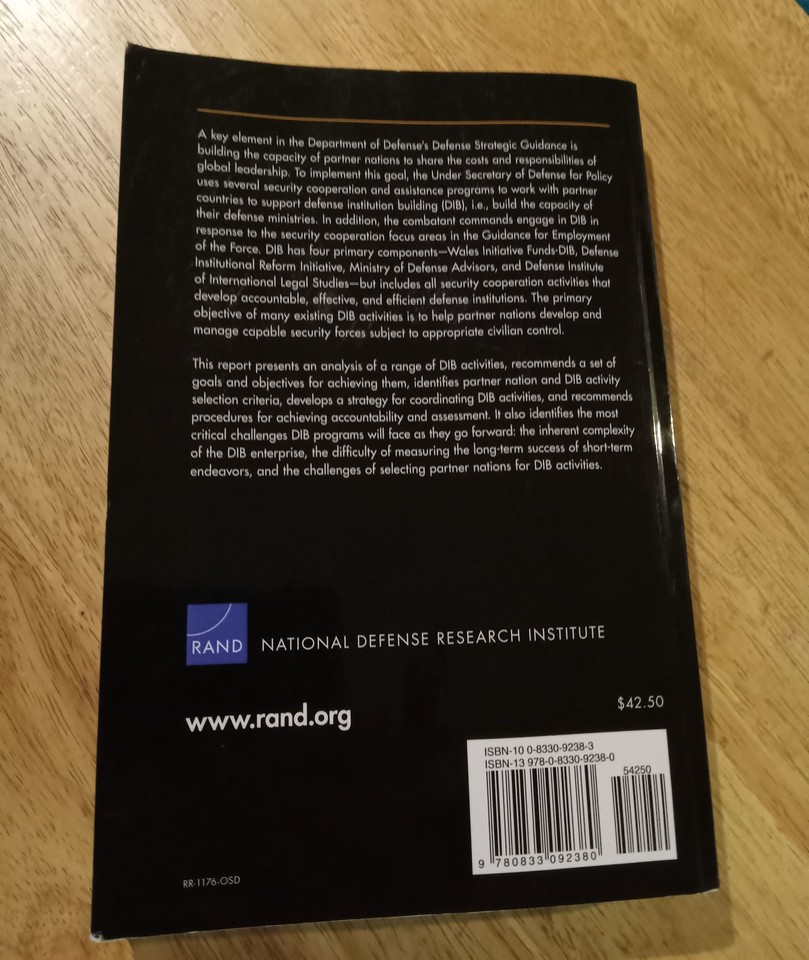 A key element in the Department of Defense's Defense Strategic Guidance is
building the capacity of partner nations to share the costs and responsibilities of
global leadership. To implement this goal, the Under Secretary of Defense for Policy
uses several security cooperation and assistance programs to work with partner
countries to support defense institution building (DIB), i.e., build the capacity of
their defense ministries. In addition, the combatant commands engage in DIB in
response to the security cooperation focus areas in the Guidance for Employment
of the Force. DIB has four primary components—Wales Initiative Funds-DIB, Defense
Institutional Reform Initiative, Ministry of Defense Advisors, and Defense Institute
of International Legal Studies—but includes all security cooperation activities that
develop accountable, effective, and efficient defense institutions. The primary
objective of many existing DIB activities is to help partner nations develop and
manage capable security forces subject to appropriate civilian control.
This report presents an analysis of a range of DIB activities, recommends a set of
goals and objectives for achieving them, identifies partner nation and DIB activity
selection criteria, develops a strategy for coordinating DIB activities, and recommends
procedures for achieving accountability and assessment. It also identifies the most
critical challenges DIB programs will face as they go forward: the inherent complexity
of the DIB enterprise, the difficulty of measuring the long-term success of short-term
endeavors, and the challenges of selecting partner nations for DIB activities.
RAND NATIONAL DEFENSE RESEARCH INSTITUTE
www.rand.org
$42.50
ISBN-10 0-8330-9238-3
ISBN-13 978-0-8330-9238-0
54250
9 780833 092380
RR-1176-OSD